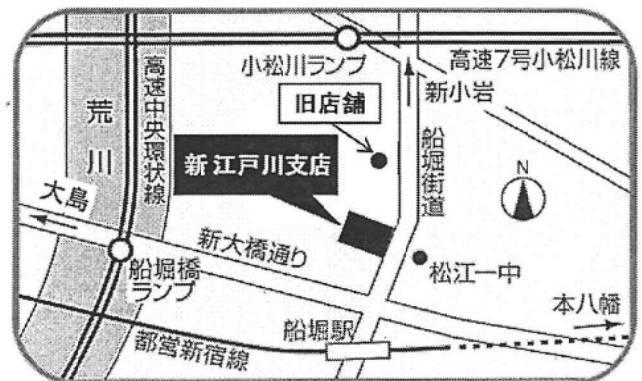 小松川ランプ
高速7号小松川線
新小岩
旧店舗
荒川
高速中央環状線
船堀街道
新江戸川支店
N
大島
新大橋通り
船堀橋
ランプ
松江一中
本八幡
船堀駅
都営新宿線